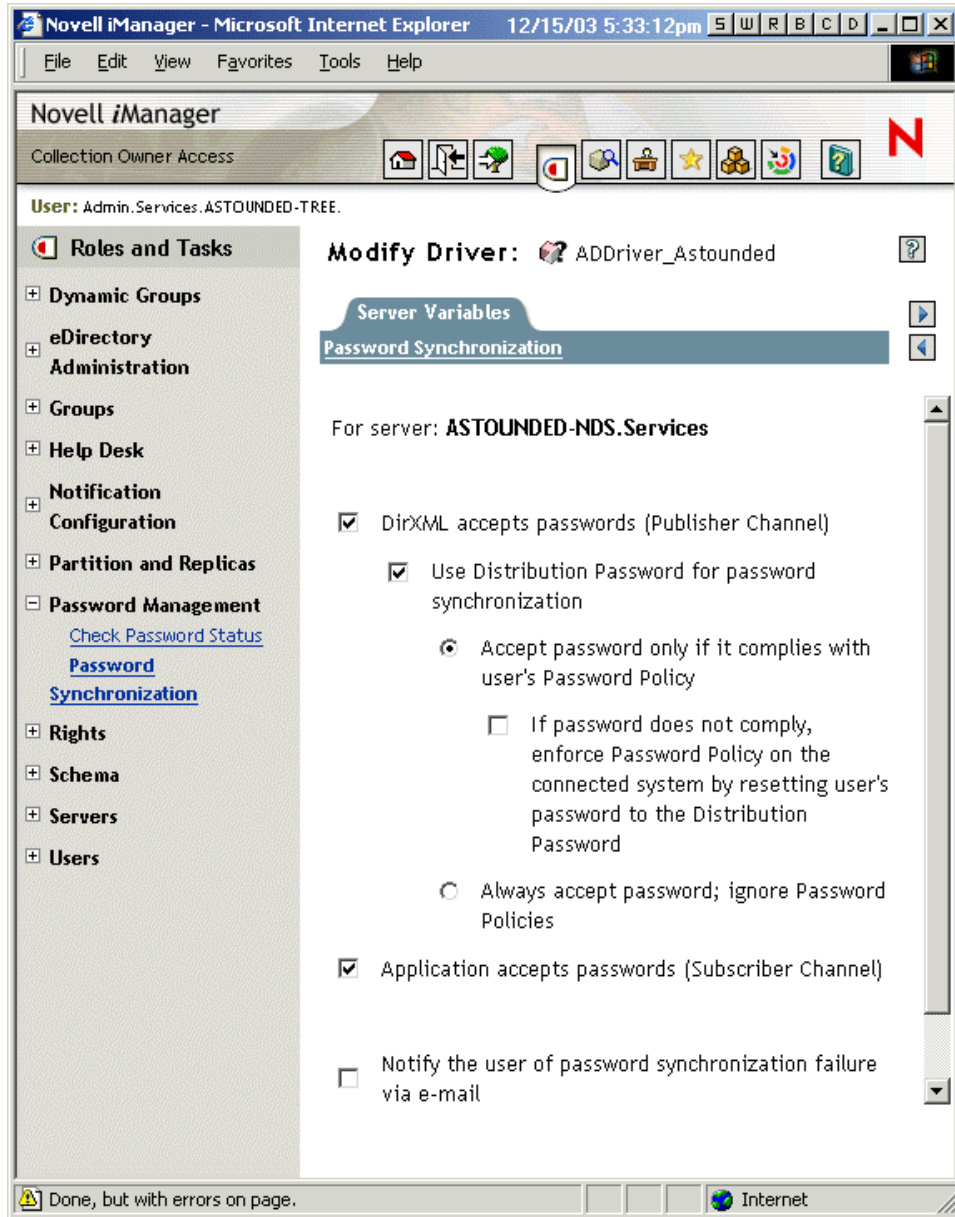 Novell iManager - Microsoft Internet Explorer 12/15/03 5:33:12pm S W R B C D
File Edit View Favorites Tools Help
Novell iManager
Collection Owner Access
N
User: Admin.Services.ASTOUNDED-TREE.
Roles and Tasks
Modify Driver: ADDriver_Astounded
?
Server Variables
Password Synchronization
Dynamic Groups
eDirectory
Administration
Groups
Help Desk
Notification
Configuration
Partition and Replicas
Password Management
Check Password Status
Password
Synchronization
Rights
Schema
Servers
Users
For server: ASTOUNDED-NDS.Services
DirXML accepts passwords (Publisher Channel)
Use Distribution Password for password
synchronization
Accept password only if it complies with
user's Password Policy
If password does not comply,
enforce Password Policy on the
connected system by resetting user's
password to the Distribution
Password
Always accept password; ignore Password
Policies
Application accepts passwords (Subscriber Channel)
Notify the user of password synchronization failure
via e-mail
Done, but with errors on page.
Internet